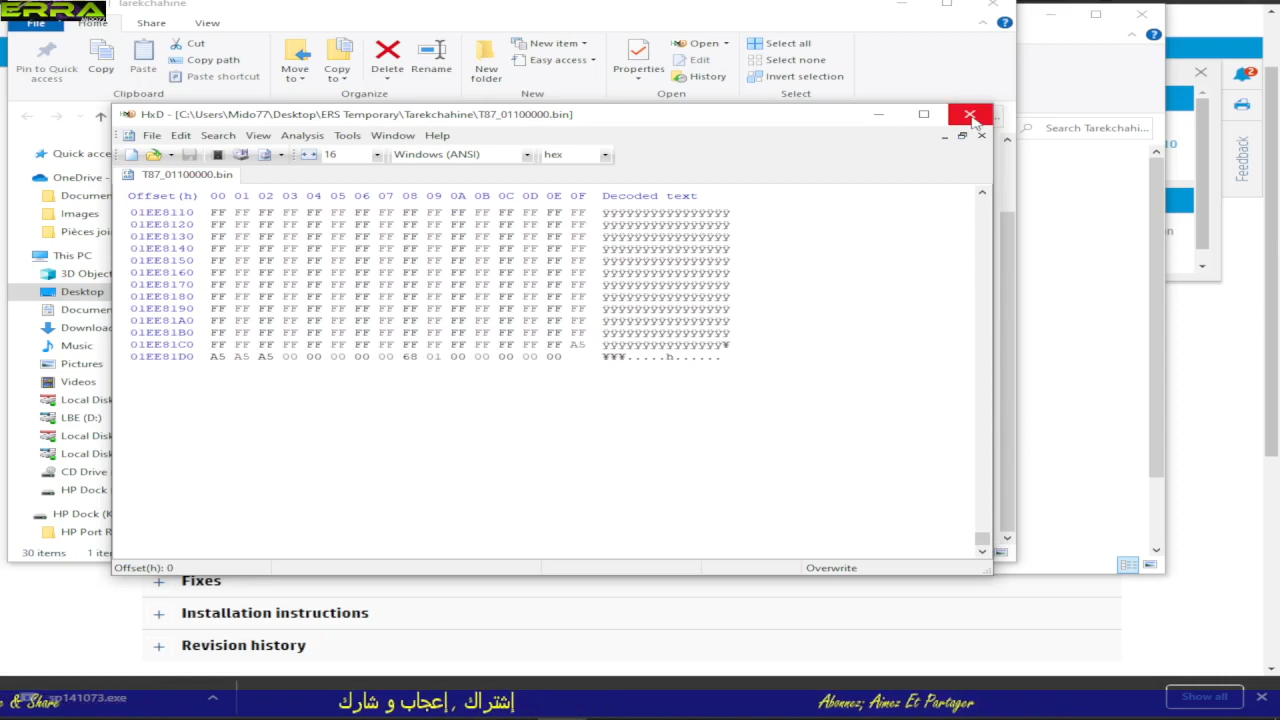 ERRA
MIDO77
Tarekchahine
File
Home
Share
View
Pin to Quick access
Copy
Paste
Cut
Copy path
Paste shortcut
Clipboard
Move to
Copy to
Delete
Rename
Organize
New folder
New item
Easy access
New
Properties
Open
Edit
History
Open
Select all
Select none
Invert selection
Select
HxD - [C:\Users\Mido77\Desktop\ERS Temporary\Tarekchahine\T87_01100000.bin]
File Edit Search View Analysis Tools Window Help
16
Windows (ANSI)
hex
T87_01100000.bin
Offset(h) 00 01 02 03 04 05 06 07 08 09 0A 0B 0C 0D 0E 0F Decoded text
01EE8110 FF FF FF FF FF FF FF FF FF FF FF FF FF FF FF FF ÿÿÿÿÿÿÿÿÿÿÿÿÿÿÿÿ
01EE8120 FF FF FF FF FF FF FF FF FF FF FF FF FF FF FF FF ÿÿÿÿÿÿÿÿÿÿÿÿÿÿÿÿ
01EE8130 FF FF FF FF FF FF FF FF FF FF FF FF FF FF FF FF ÿÿÿÿÿÿÿÿÿÿÿÿÿÿÿÿ
01EE8140 FF FF FF FF FF FF FF FF FF FF FF FF FF FF FF FF ÿÿÿÿÿÿÿÿÿÿÿÿÿÿÿÿ
01EE8150 FF FF FF FF FF FF FF FF FF FF FF FF FF FF FF FF ÿÿÿÿÿÿÿÿÿÿÿÿÿÿÿÿ
01EE8160 FF FF FF FF FF FF FF FF FF FF FF FF FF FF FF FF ÿÿÿÿÿÿÿÿÿÿÿÿÿÿÿÿ
01EE8170 FF FF FF FF FF FF FF FF FF FF FF FF FF FF FF FF ÿÿÿÿÿÿÿÿÿÿÿÿÿÿÿÿ
01EE8180 FF FF FF FF FF FF FF FF FF FF FF FF FF FF FF FF ÿÿÿÿÿÿÿÿÿÿÿÿÿÿÿÿ
01EE8190 FF FF FF FF FF FF FF FF FF FF FF FF FF FF FF FF ÿÿÿÿÿÿÿÿÿÿÿÿÿÿÿÿ
01EE81A0 FF FF FF FF FF FF FF FF FF FF FF FF FF FF FF FF ÿÿÿÿÿÿÿÿÿÿÿÿÿÿÿÿ
01EE81B0 FF FF FF FF FF FF FF FF FF FF FF FF FF FF FF FF ÿÿÿÿÿÿÿÿÿÿÿÿÿÿÿÿ
01EE81C0 FF FF FF FF FF FF FF FF FF FF FF FF FF FF FF A5 ÿÿÿÿÿÿÿÿÿÿÿÿÿÿÿ¥
01EE81D0 A5 A5 A5 00 00 00 00 00 68 01 00 00 00 00 00 ¥¥¥.....h......
Offset(h): 0
Overwrite
Quick acce
OneDrive -
Documen
Images
Pièces joi
This PC
3D Object
Desktop
Documen
Download
Music
Pictures
Videos
Local Disk
LBE (D:)
Local Disk
Local Disk
CD Drive
HP Dock
HP Dock (K
HP Port R
30 items
1 ite
Search Tarekchahi...
2
Feedback
10
n
Fixes
Installation instructions
Revision history
sp141073.exe
Show all
e & Share
إشتراك , إعجاب و شارك
Abonnez; Aimez Et Partager